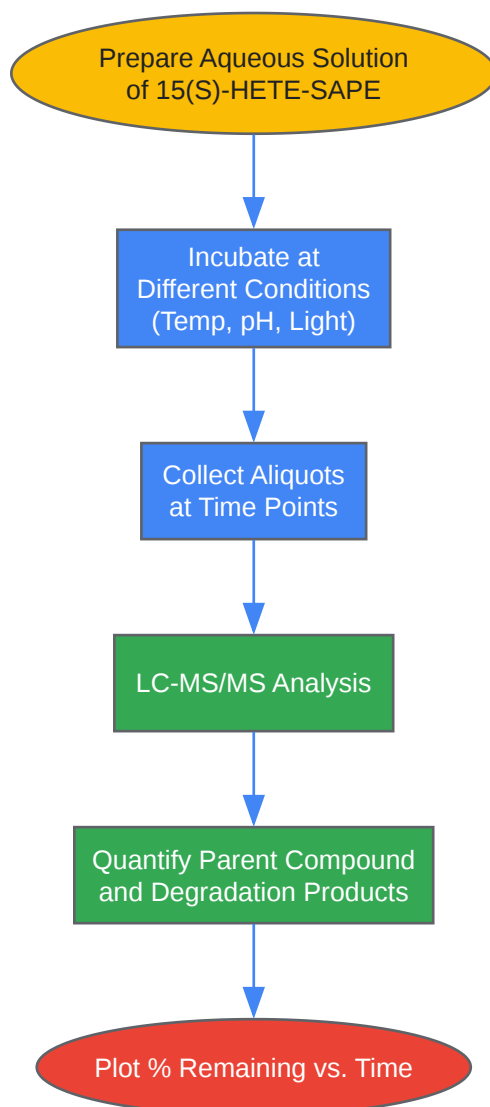 Prepare Aqueous Solution
of 15(S)-HETE-SAPE
Incubate at
Different Conditions
(Temp, pH, Light)
Collect Aliquots
at Time Points
LC-MS/MS Analysis
Quantify Parent Compound
and Degradation Products
Plot % Remaining vs. Time